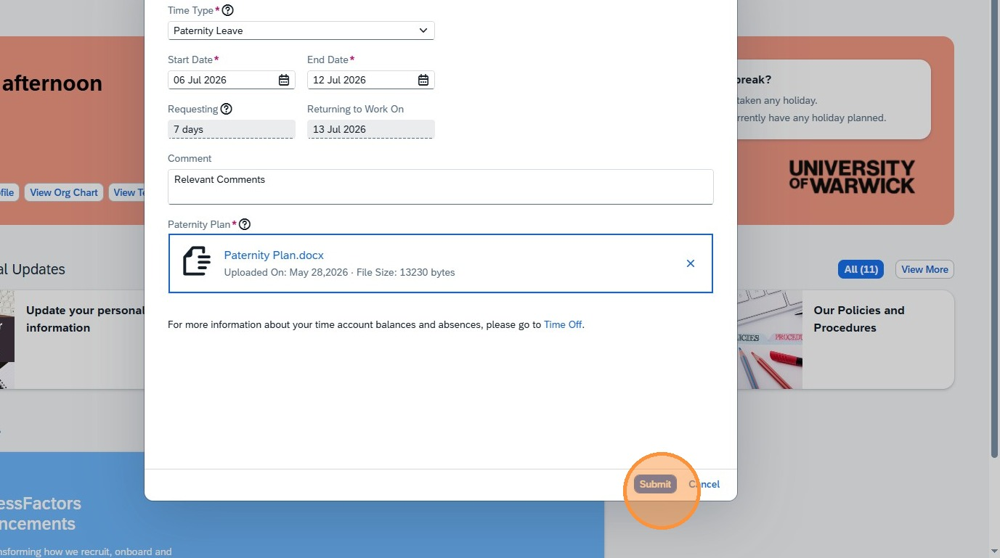 Time Type*
Paternity Leave
Start Date*
End Date*
06 Jul 2026
12 Jul 2026
Requesting
Returning to Work On
7 days
13 Jul 2026
Comment
Relevant Comments
Paternity Plan*
Paternity Plan.docx
Uploaded On: May 28,2026 · File Size: 13230 bytes
For more information about your time account balances and absences, please go to Time Off.
Submit
Cancel
afternoon
file
View Org Chart
View Te
break?
taken any holiday.
rrently have any holiday planned.
UNIVERSITY
OF WARWICK
al Updates
All (11)
View More
Update your personal
information
ICIES
PROCEDU
Our Policies and
Procedures
essFactors
ncements
nsforming how we recruit, onboard and